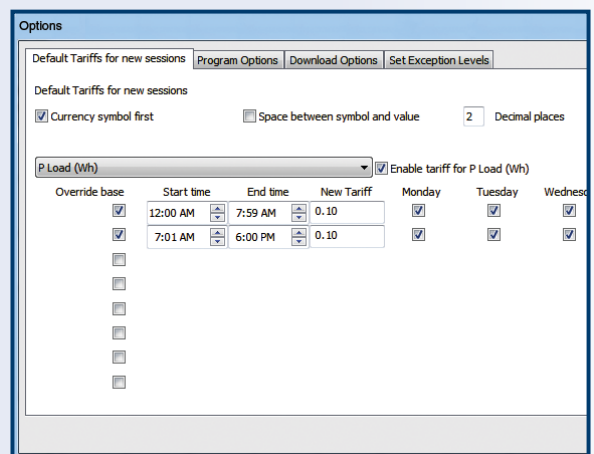 Options
Default Tariffs for new sessions Program Options Download Options Set Exception Levels
Default Tariffs for new sessions
Currency symbol first Space between symbol and value 2 Decimal places
P Load (Wh) Enable tariff for P Load (Wh)
Override base Start time End time New Tariff Monday Tuesday Wednesd
12:00 AM 7:59 AM 0.10
7:01 AM 6:00 PM 0.10